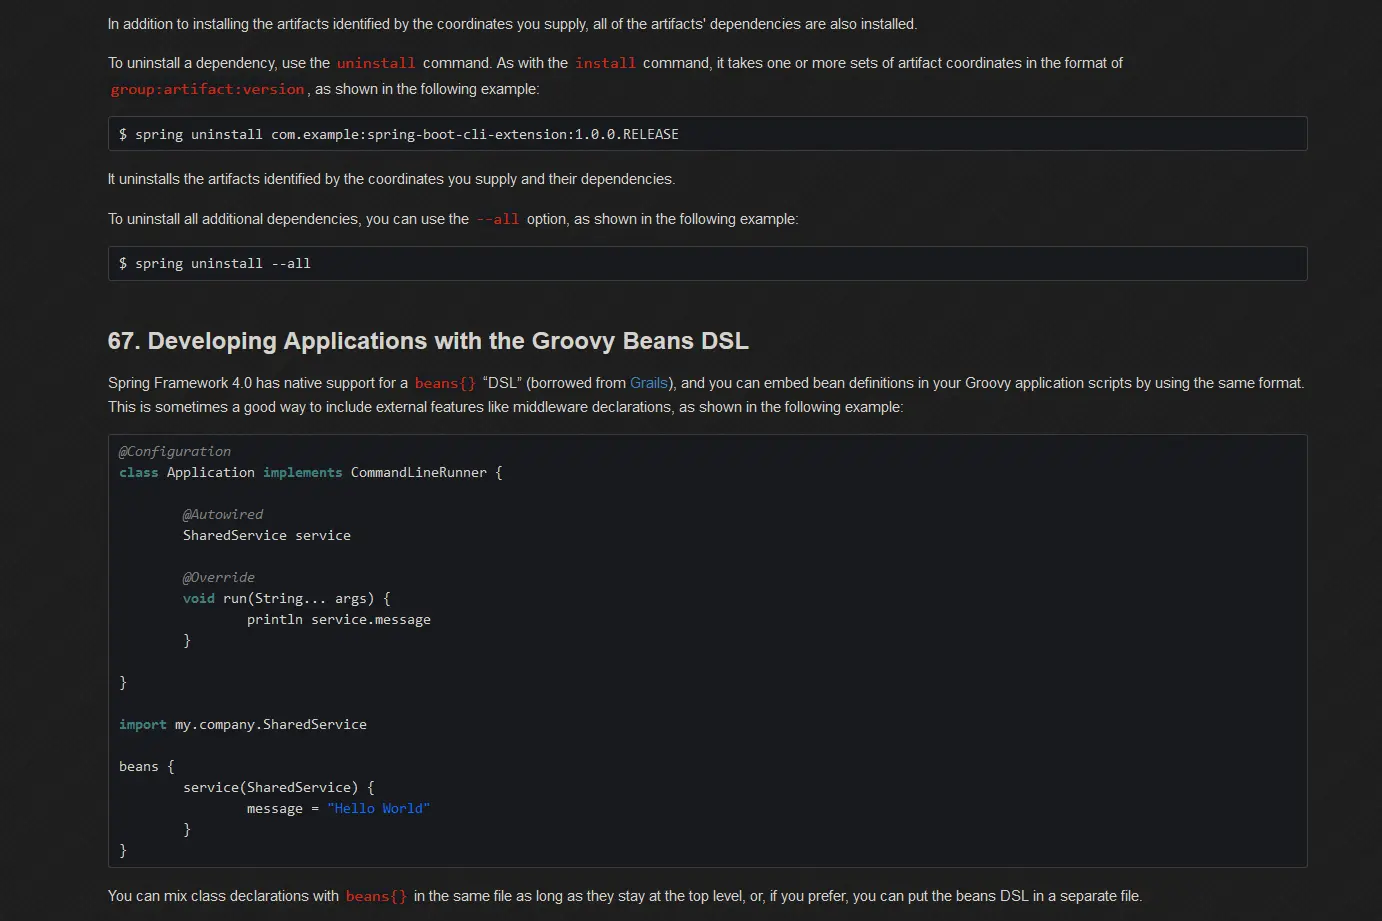 In addition to installing the artifacts identified by the coordinates you supply, all of the artifacts' dependencies are also installed.
To uninstall a dependency, use the uninstall command. As with the install command, it takes one or more sets of artifact coordinates in the format of
group:artifact:version, as shown in the following example:
$ spring uninstall com.example:spring-boot-cli-extension:1.0.0.RELEASE
It uninstalls the artifacts identified by the coordinates you supply and their dependencies.
To uninstall all additional dependencies, you can use the --all option, as shown in the following example:
$ spring uninstall --all
67. Developing Applications with the Groovy Beans DSL
Spring Framework 4.0 has native support for a beans{} “DSL” (borrowed from Grails), and you can embed bean definitions in your Groovy application scripts by using the same format.
This is sometimes a good way to include external features like middleware declarations, as shown in the following example:
@Configuration
class Application implements CommandLineRunner {
@Autowired
SharedService service
@Override
void run(String... args) {
println service.message
}
}
import my.company.SharedService
beans {
service(SharedService) {
message = "Hello World"
}
}
You can mix class declarations with beans{} in the same file as long as they stay at the top level, or, if you prefer, you can put the beans DSL in a separate file.